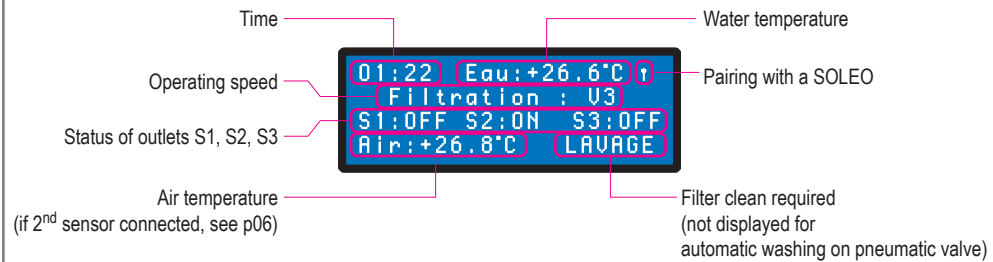 Time
Water temperature
01:22 Eau:+26.6°C
Pairing with a SOLEO
Operating speed
Filtration : V3
Status of outlets S1, S2, S3
S1:OFF S2:ON S3:OFF
Air:+26.8°C LAVAGE
Air temperature
(if 2nd sensor connected, see p06)
Filter clean required
(not displayed for
automatic washing on pneumatic valve)